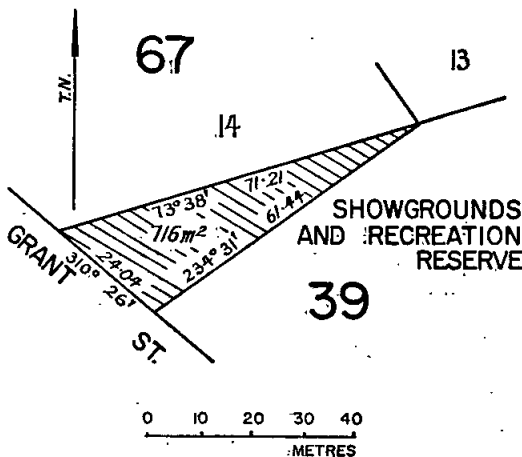 T.N.
67
13
14
73°38'
71·21
716m²
61·44
234° 31'
SHOWGROUNDS
AND RECREATION
RESERVE
39
GRANT
ST.
310°
26'
24·04
0 10 20 30 40
METRES